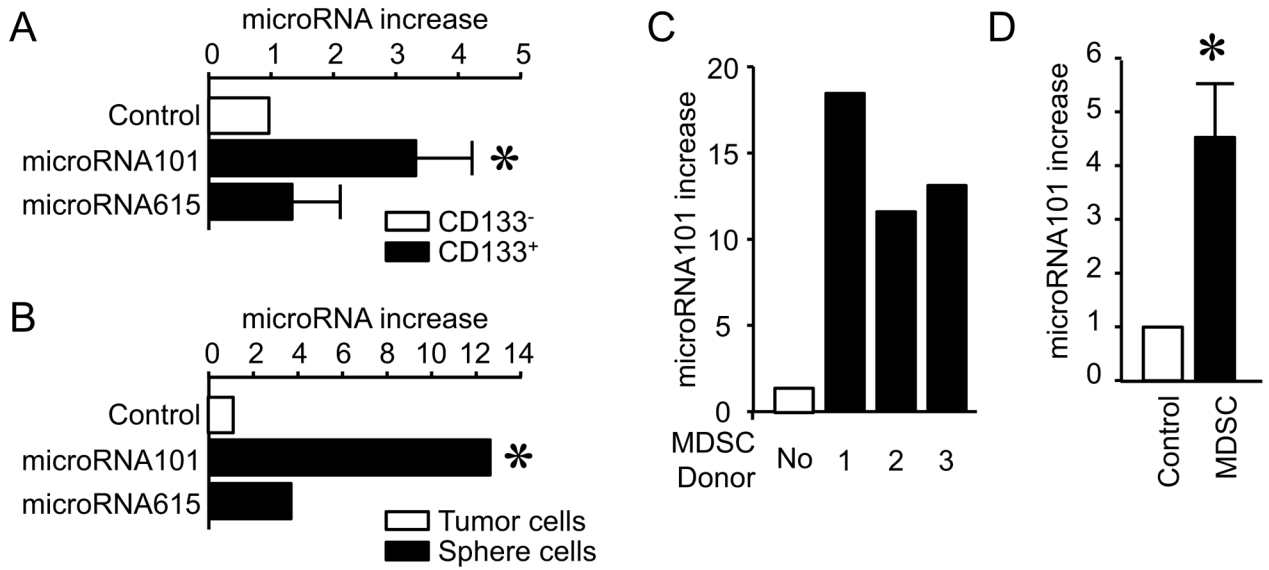 A
microRNA increase
0 1 2 3 4 5
Control
microRNA101
*
microRNA615
CD133-
CD133+
B
microRNA increase
0 2 4 6 8 10 12 14
Control
microRNA101
*
microRNA615
Tumor cells
Sphere cells
C
microRNA101 increase
20
15
10
5
0
MDSC
Donor
No 1 2 3
D
microRNA101 increase
6
5
4
3
2
1
0
*
Control
MDSC